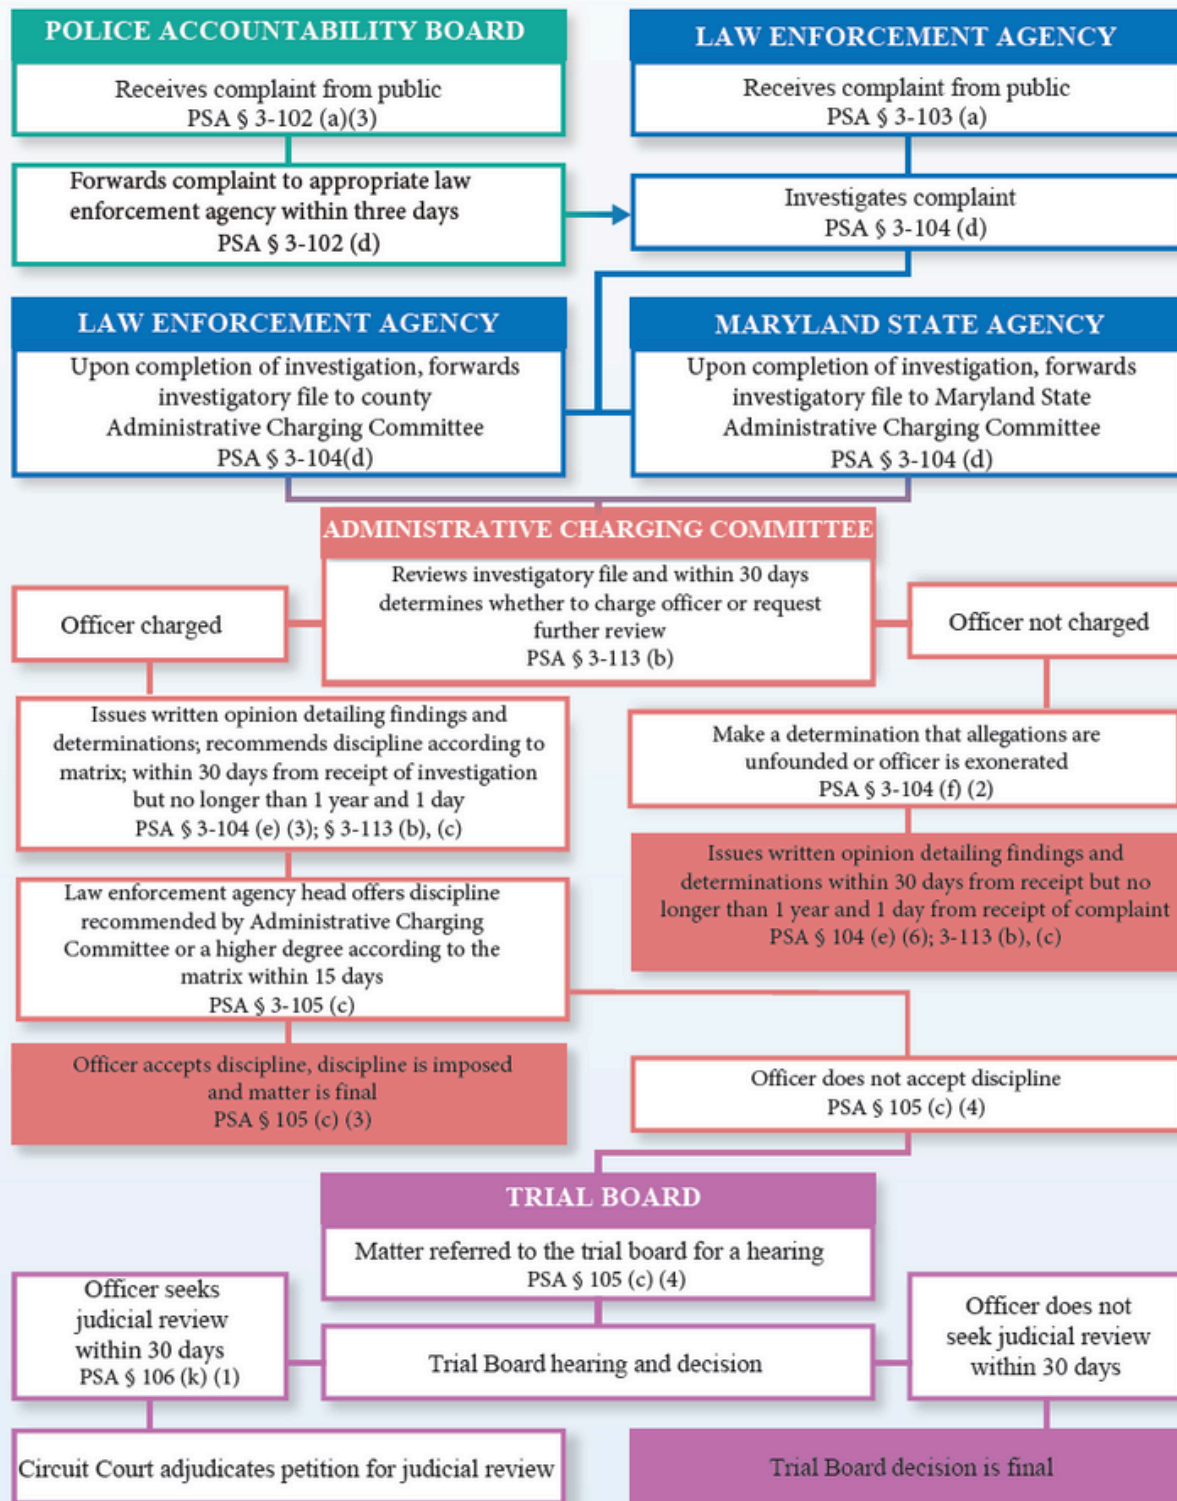 POLICE ACCOUNTABILITY BOARD
Receives complaint from public
PSA § 3-102 (a)(3)
Forwards complaint to appropriate law
enforcement agency within three days
PSA § 3-102 (d)
LAW ENFORCEMENT AGENCY
Receives complaint from public
PSA § 3-103 (a)
Investigates complaint
PSA § 3-104 (d)
LAW ENFORCEMENT AGENCY
Upon completion of investigation, forwards
investigatory file to county
Administrative Charging Committee
PSA § 3-104(d)
MARYLAND STATE AGENCY
Upon completion of investigation, forwards
investigatory file to Maryland State
Administrative Charging Committee
PSA § 3-104 (d)
ADMINISTRATIVE CHARGING COMMITTEE
Reviews investigatory file and within 30 days
determines whether to charge officer or request
further review
PSA § 3-113 (b)
Officer charged
Officer not charged
Issues written opinion detailing findings and
determinations; recommends discipline according to
matrix; within 30 days from receipt of investigation
but no longer than 1 year and 1 day
PSA § 3-104 (e) (3); § 3-113 (b), (c)
Make a determination that allegations are
unfounded or officer is exonerated
PSA § 3-104 (f) (2)
Issues written opinion detailing findings and
determinations within 30 days from receipt but no
longer than 1 year and 1 day from receipt of complaint
PSA § 104 (e) (6); 3-113 (b), (c)
Law enforcement agency head offers discipline
recommended by Administrative Charging
Committee or a higher degree according to the
matrix within 15 days
PSA § 3-105 (c)
Officer accepts discipline, discipline is imposed
and matter is final
PSA § 105 (c) (3)
Officer does not accept discipline
PSA § 105 (c) (4)
TRIAL BOARD
Matter referred to the trial board for a hearing
PSA § 105 (c) (4)
Officer seeks
judicial review
within 30 days
PSA § 106 (k) (1)
Trial Board hearing and decision
Officer does not
seek judicial review
within 30 days
Circuit Court adjudicates petition for judicial review
Trial Board decision is final